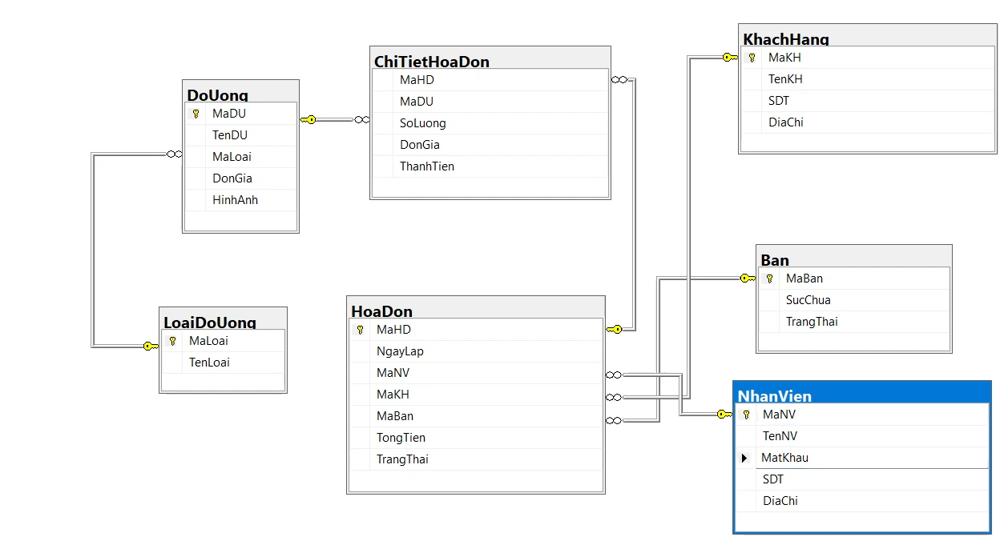 DoUong
MaDU
TenDU
MaLoai
DonGia
HinhAnh
ChiTietHoaDon
MaHD
MaDU
SoLuong
DonGia
ThanhTien
KhachHang
MaKH
TenKH
SDT
DiaChi
LoaiDoUong
MaLoai
TenLoai
HoaDon
MaHD
NgayLap
MaNV
MaKH
MaBan
TongTien
TrangThai
Ban
MaBan
SucChua
TrangThai
NhanVien
MaNV
TenNV
MatKhau
SDT
DiaChi